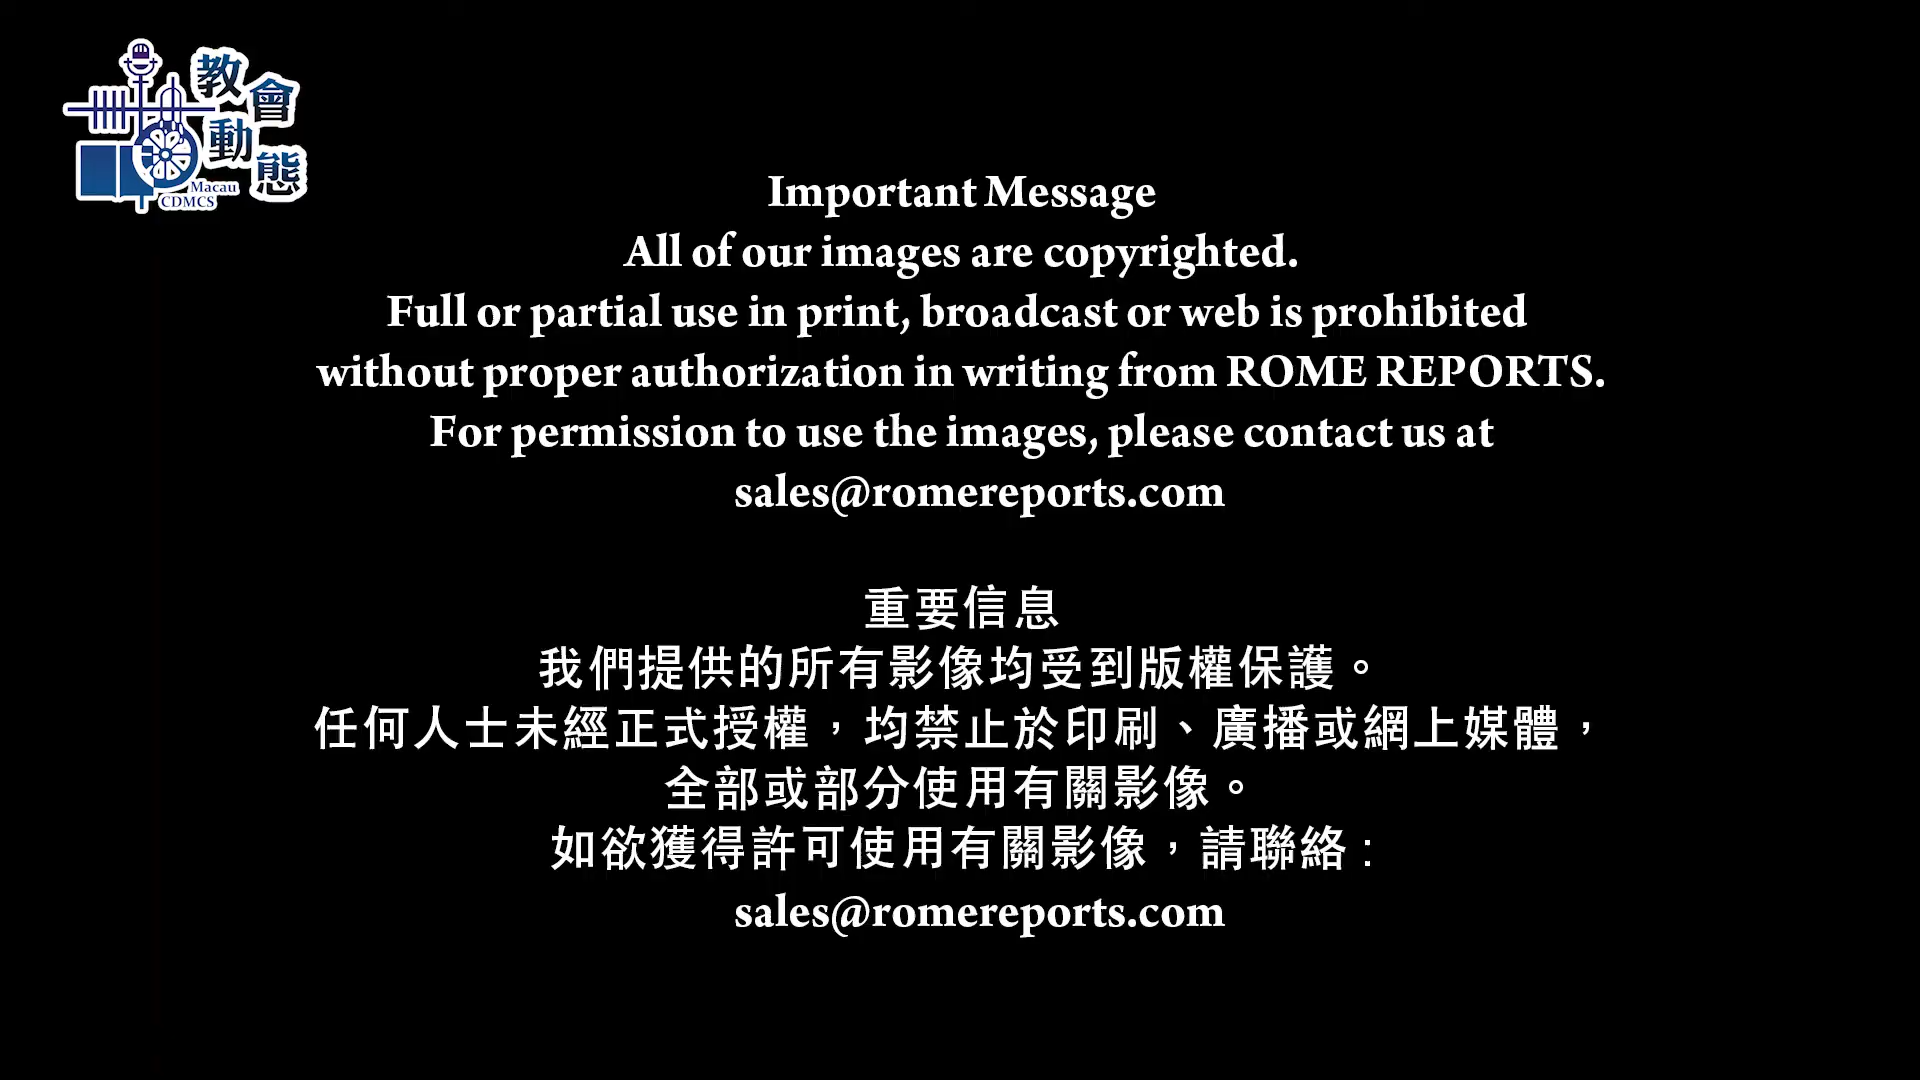 教會動態
Macau
CDMCS
Important Message
All of our images are copyrighted.
Full or partial use in print, broadcast or web is prohibited
without proper authorization in writing from ROME REPORTS.
For permission to use the images, please contact us at
sales@romereports.com
重要信息
我們提供的所有影像均受到版權保護。
任何人士未經正式授權，均禁止於印刷、廣播或網上媒體，
全部或部分使用有關影像。
如欲獲得許可使用有關影像，請聯絡：
sales@romereports.com